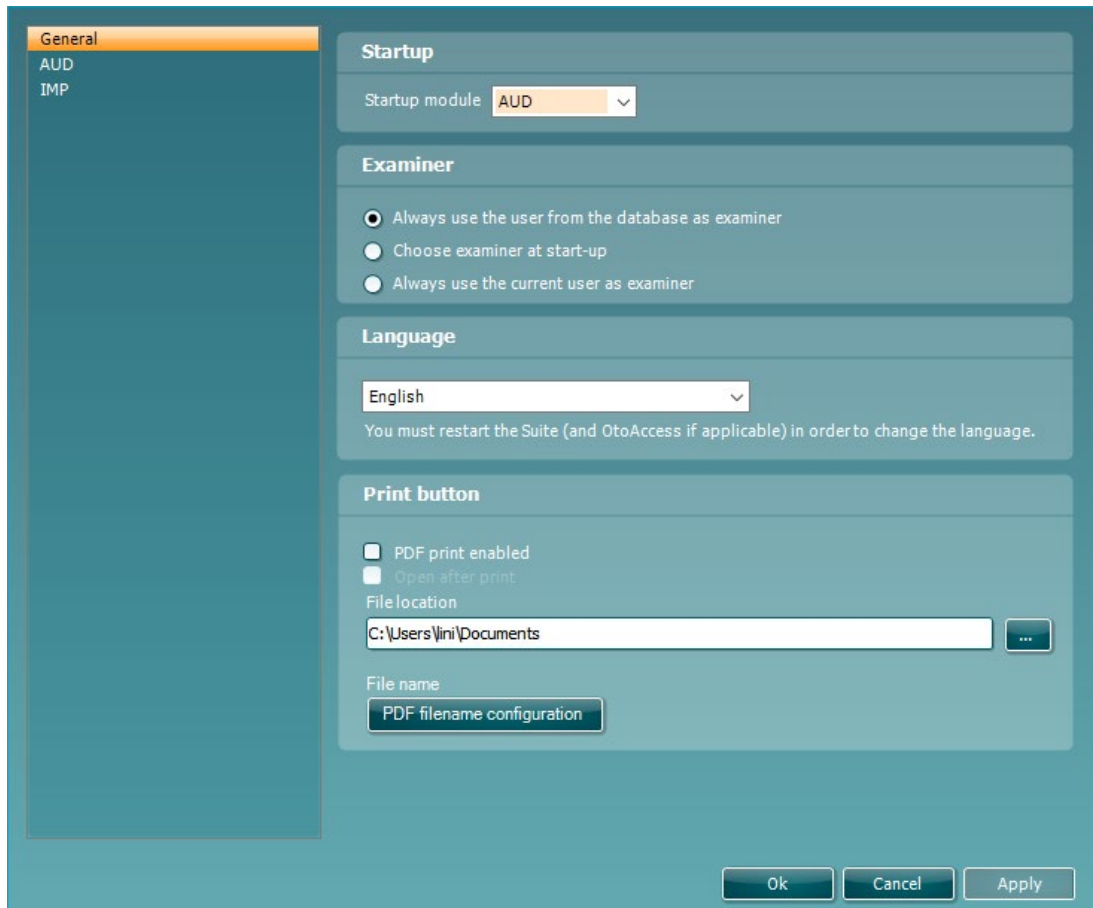 General
AUD
IMP
Startup
Startup module AUD
Examiner
Always use the user from the database as examiner
Choose examiner at start-up
Always use the current user as examiner
Language
English
You must restart the Suite (and OtoAccess if applicable) in order to change the language.
Print button
PDF print enabled
Open after print
File location
C:\Users\lini\Documents
...
File name
PDF filename configuration
Ok Cancel Apply